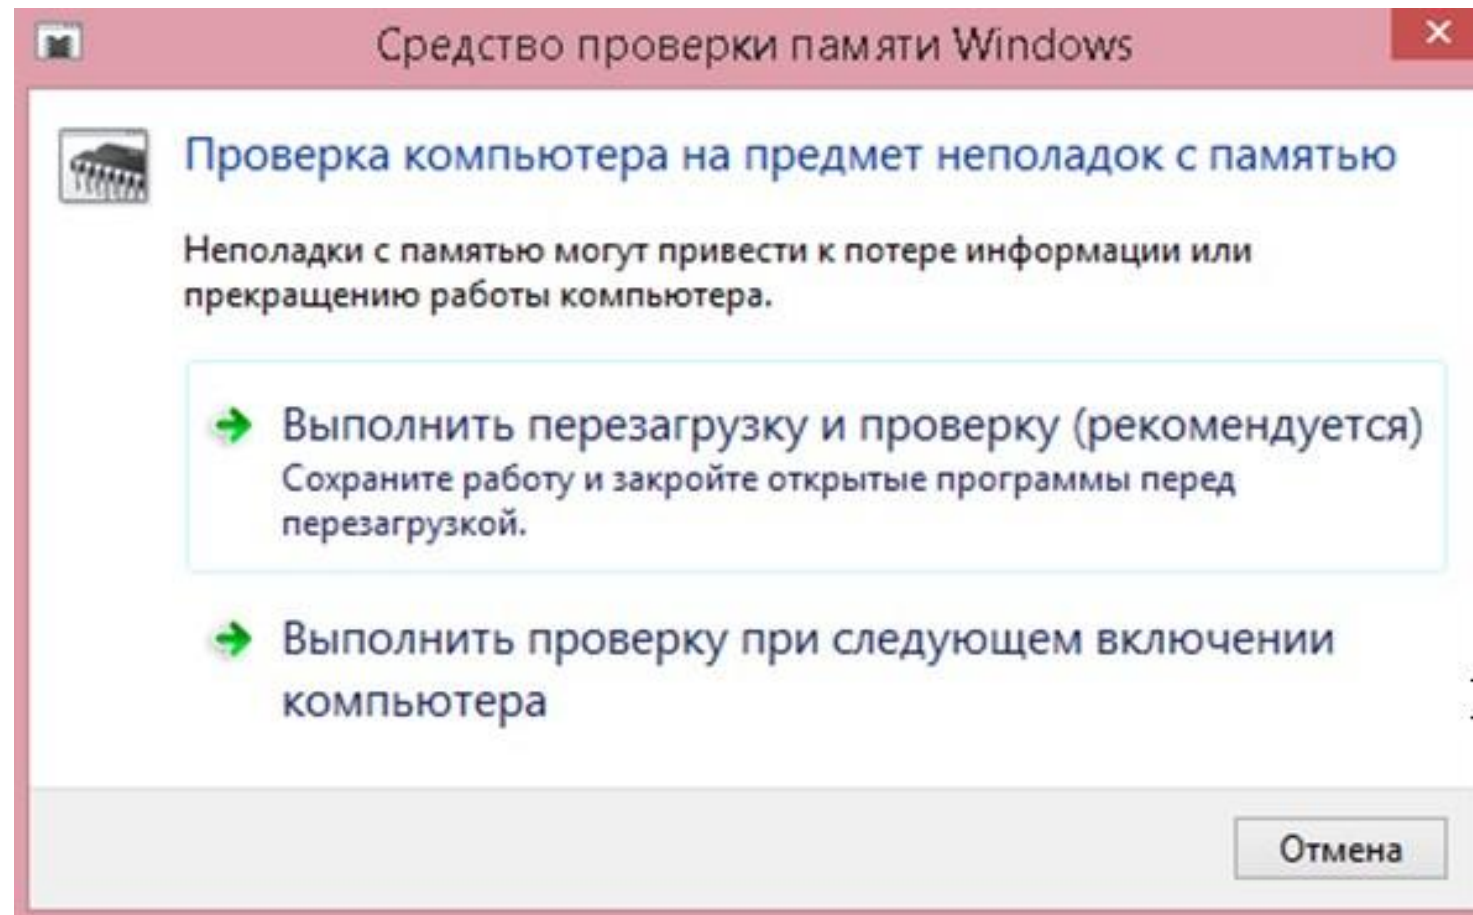 Средство проверки памяти Windows
Проверка компьютера на предмет неполадок с памятью
Неполадки с памятью могут привести к потере информации или
прекращению работы компьютера.
Выполнить перезагрузку и проверку (рекомендуется)
Сохраните работу и закройте открытые программы перед
перезагрузкой.
Выполнить проверку при следующем включении
компьютера
Отмена